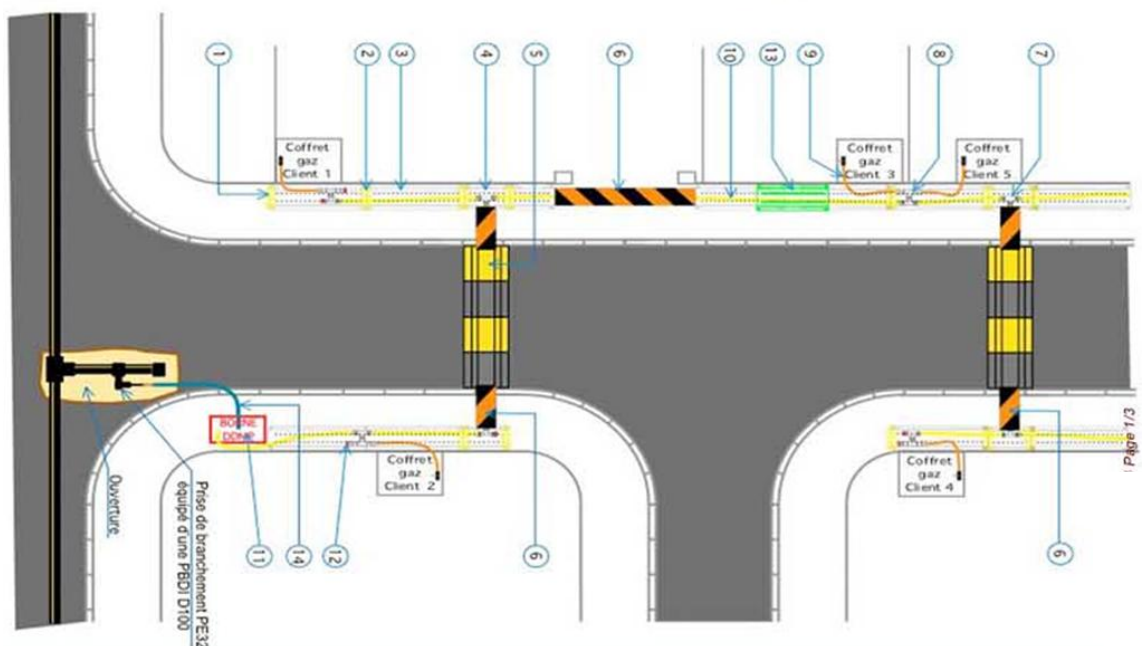 1
2
3
4
5
6
10
13
9
8
7
Coffret
gaz
Client 1
Coffret
gaz
Client 3
Coffret
gaz
Client 5
BORNE
Coffret
gaz
Client 2
Coffret
gaz
Client 4
Page 1/3
Ouverture
Prise de branchement PE32
équipé d'une PBDI D100
11
14
12
6
6